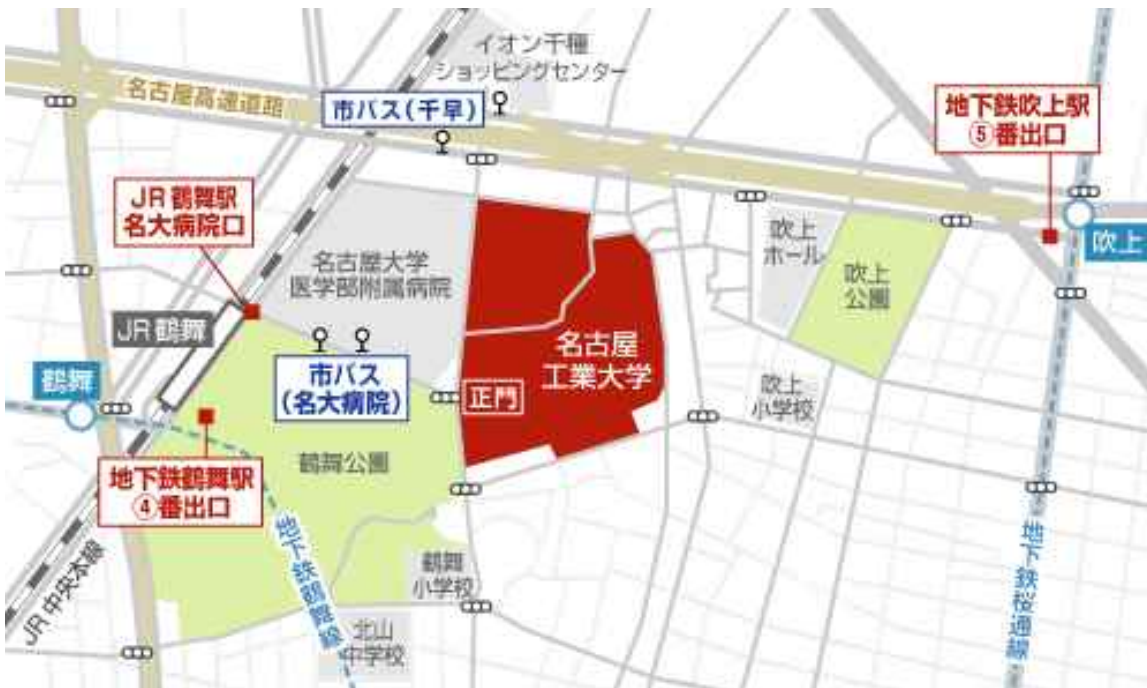 イオン千種
ショッピングセンター
名古屋高速道路
市バス(千早)
地下鉄吹上駅
⑤番出口
JR鶴舞駅
名大病院口
名古屋大学
医学部附属病院
吹上
ホール
吹上
公園
吹上
JR鶴舞
名古屋
工業大学
鶴舞
市バス
(名大病院)
正門
吹上
小学校
鶴舞公園
地下鉄鶴舞駅
④番出口
地下鉄鶴舞線
地下鉄桜通線
JR中央本線
鶴舞
小学校
北山
中学校